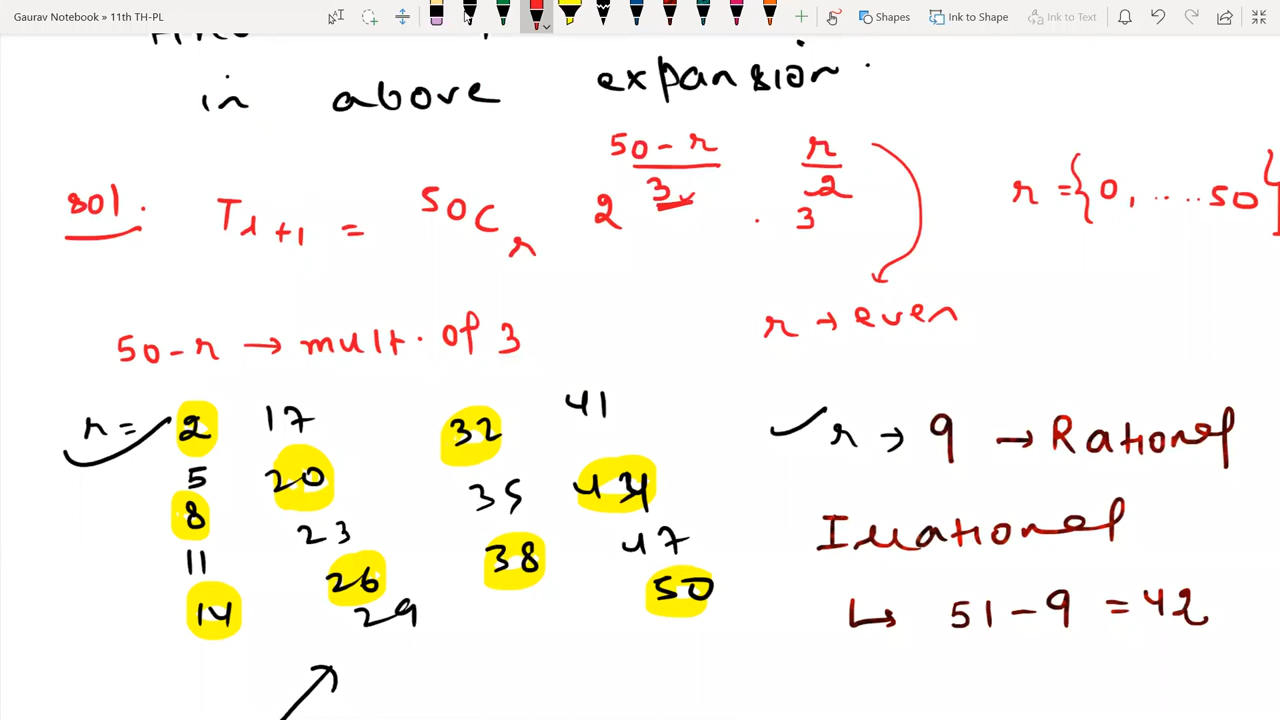 Gaurav Notebook » 11th TH-PL
Shapes
Ink to Shape
Ink to Text
in above expansion.
sol. T r+1 = 50 C r 2^(50-r)/3 . 3^(r/2) r = {0, ....50}
r → even
50-r → mult. of 3
r = 2 17 32 41
5 20 35 44
8 23 38 47
11 26 50
14 29
r → 9 → Rational
Irrational
↳ 51 - 9 = 42